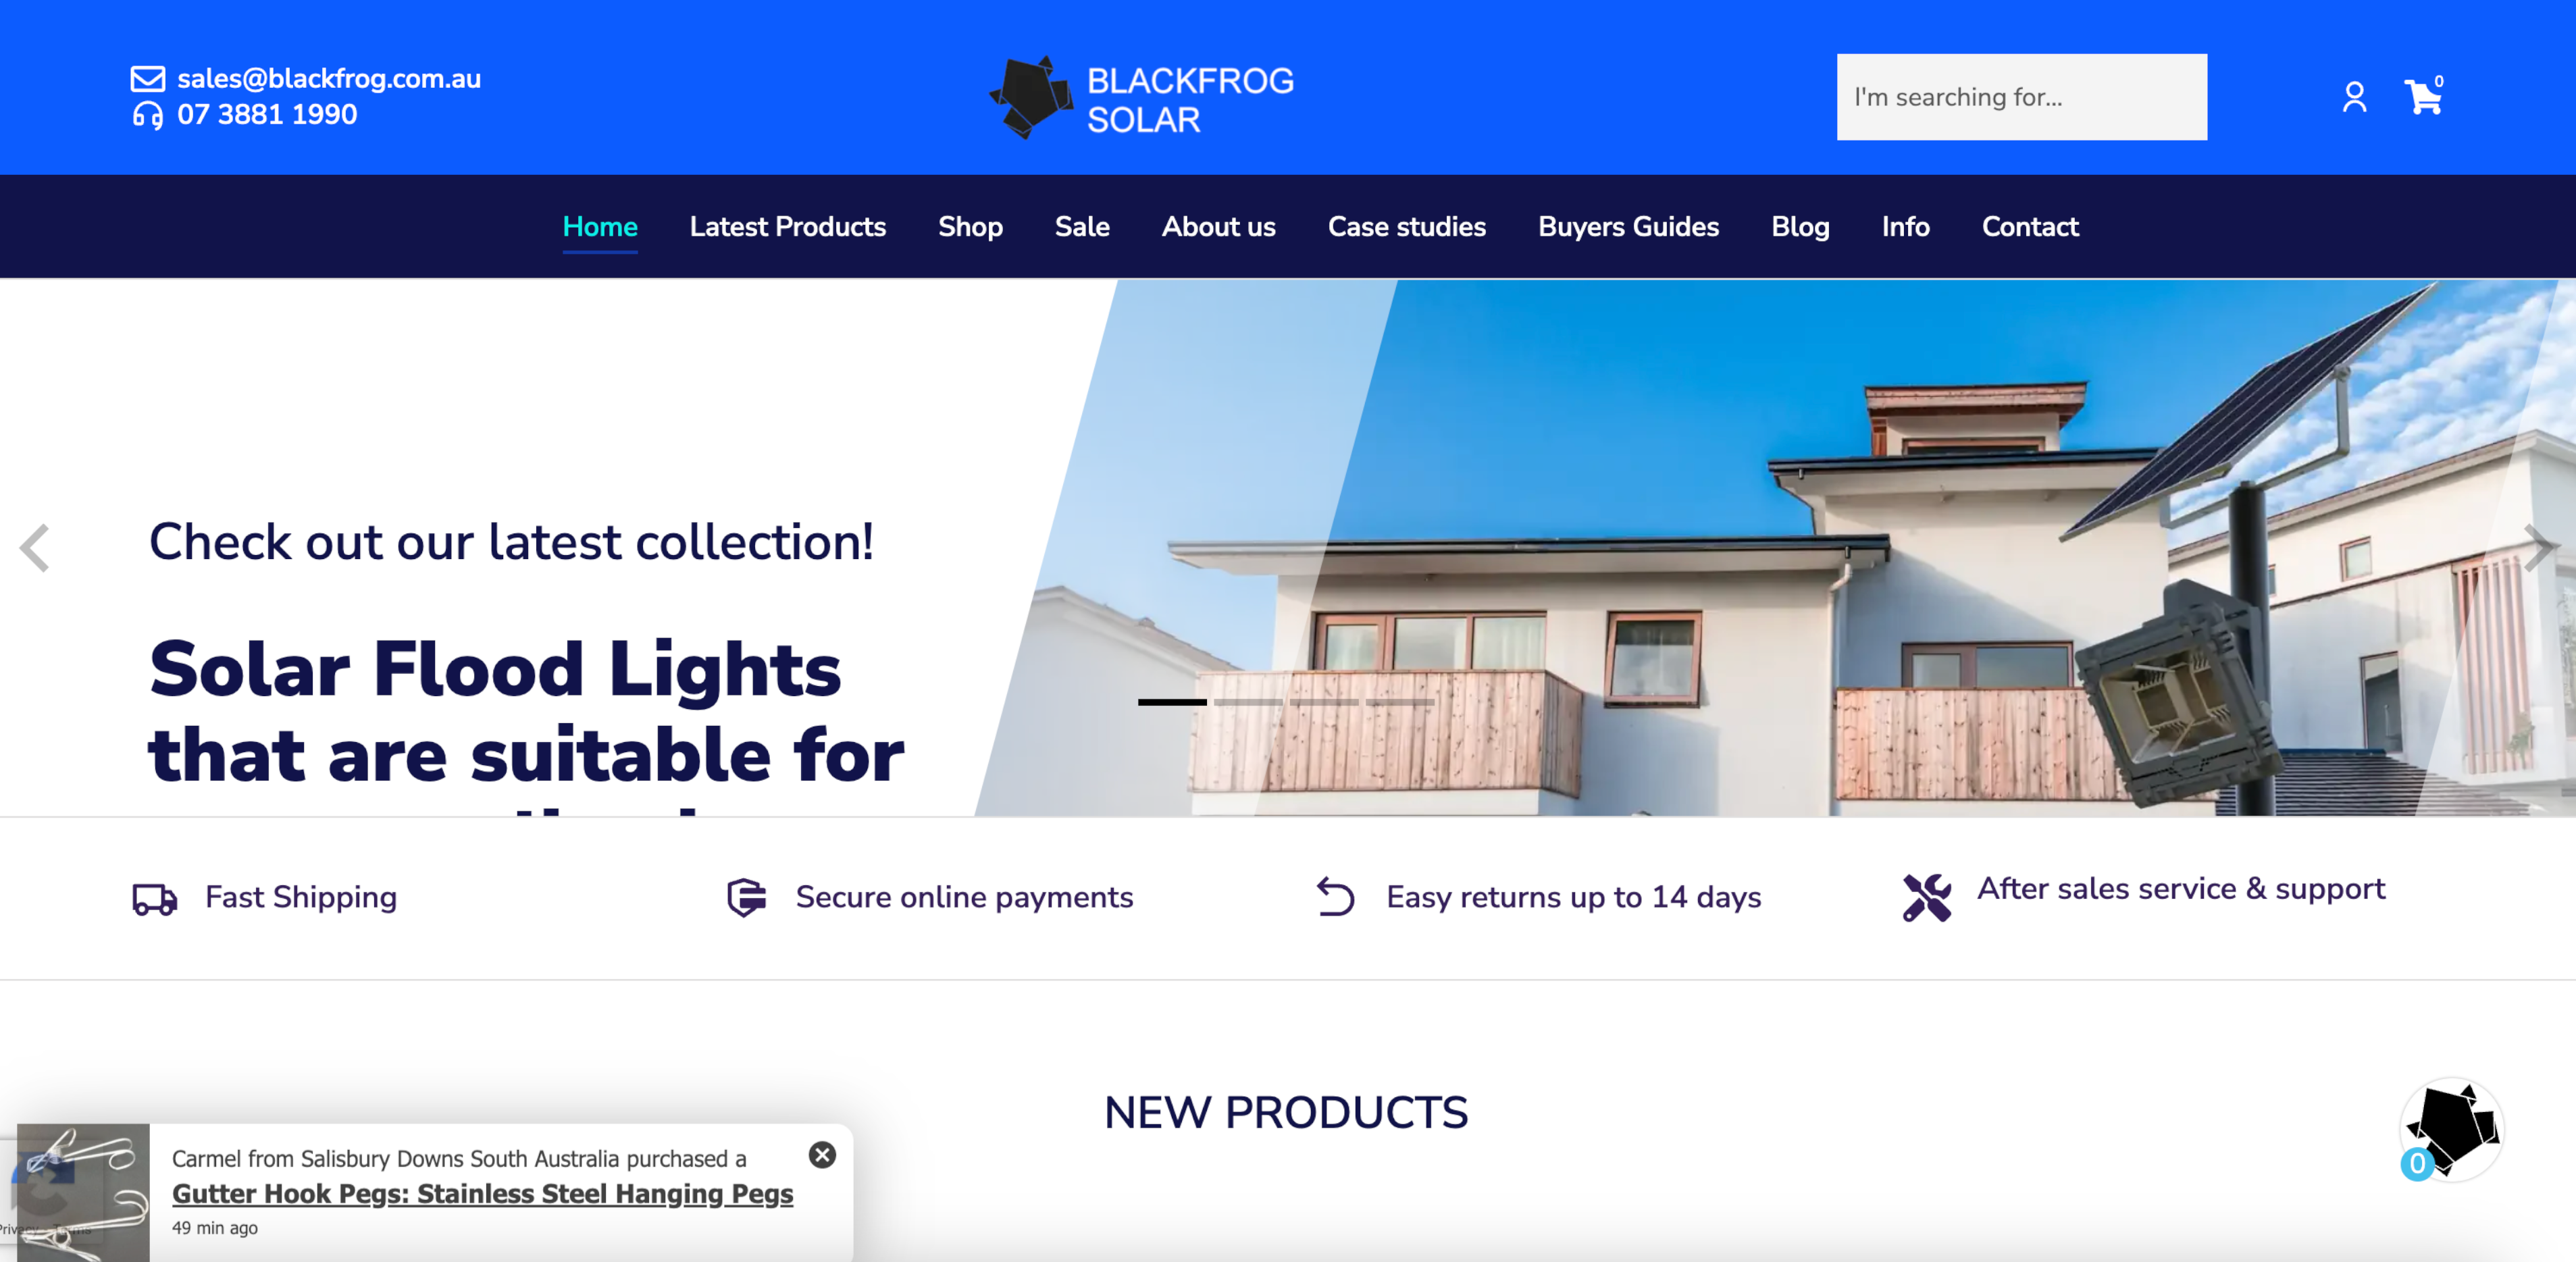 sales@blackfrog.com.au
07 3881 1990
BLACKFROG
SOLAR
I'm searching for...
0
Home Latest Products Shop Sale About us Case studies Buyers Guides Blog Info Contact
Check out our latest collection!
Solar Flood Lights
that are suitable for
Fast Shipping
Secure online payments
Easy returns up to 14 days
After sales service & support
NEW PRODUCTS
Carmel from Salisbury Downs South Australia purchased a
Gutter Hook Pegs: Stainless Steel Hanging Pegs
49 min ago
0